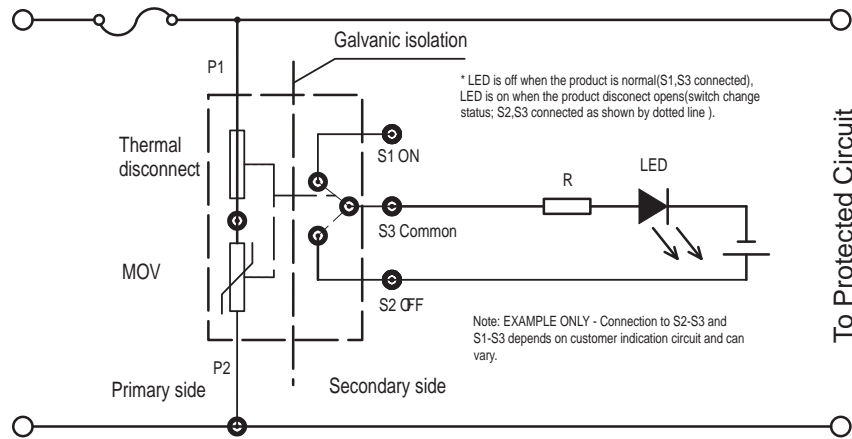 Galvanic isolation
P1
* LED is off when the product is normal(S1,S3 connected),
LED is on when the product disconect opens(switch change
status; S2,S3 connected as shown by dotted line ).
Thermal
disconnect
S1 ON
R
LED
S3 Common
MOV
S2 OFF
Note: EXAMPLE ONLY - Connection to S2-S3 and
S1-S3 depends on customer indication circuit and can
vary.
P2
Primary side
Secondary side
To Protected Circuit